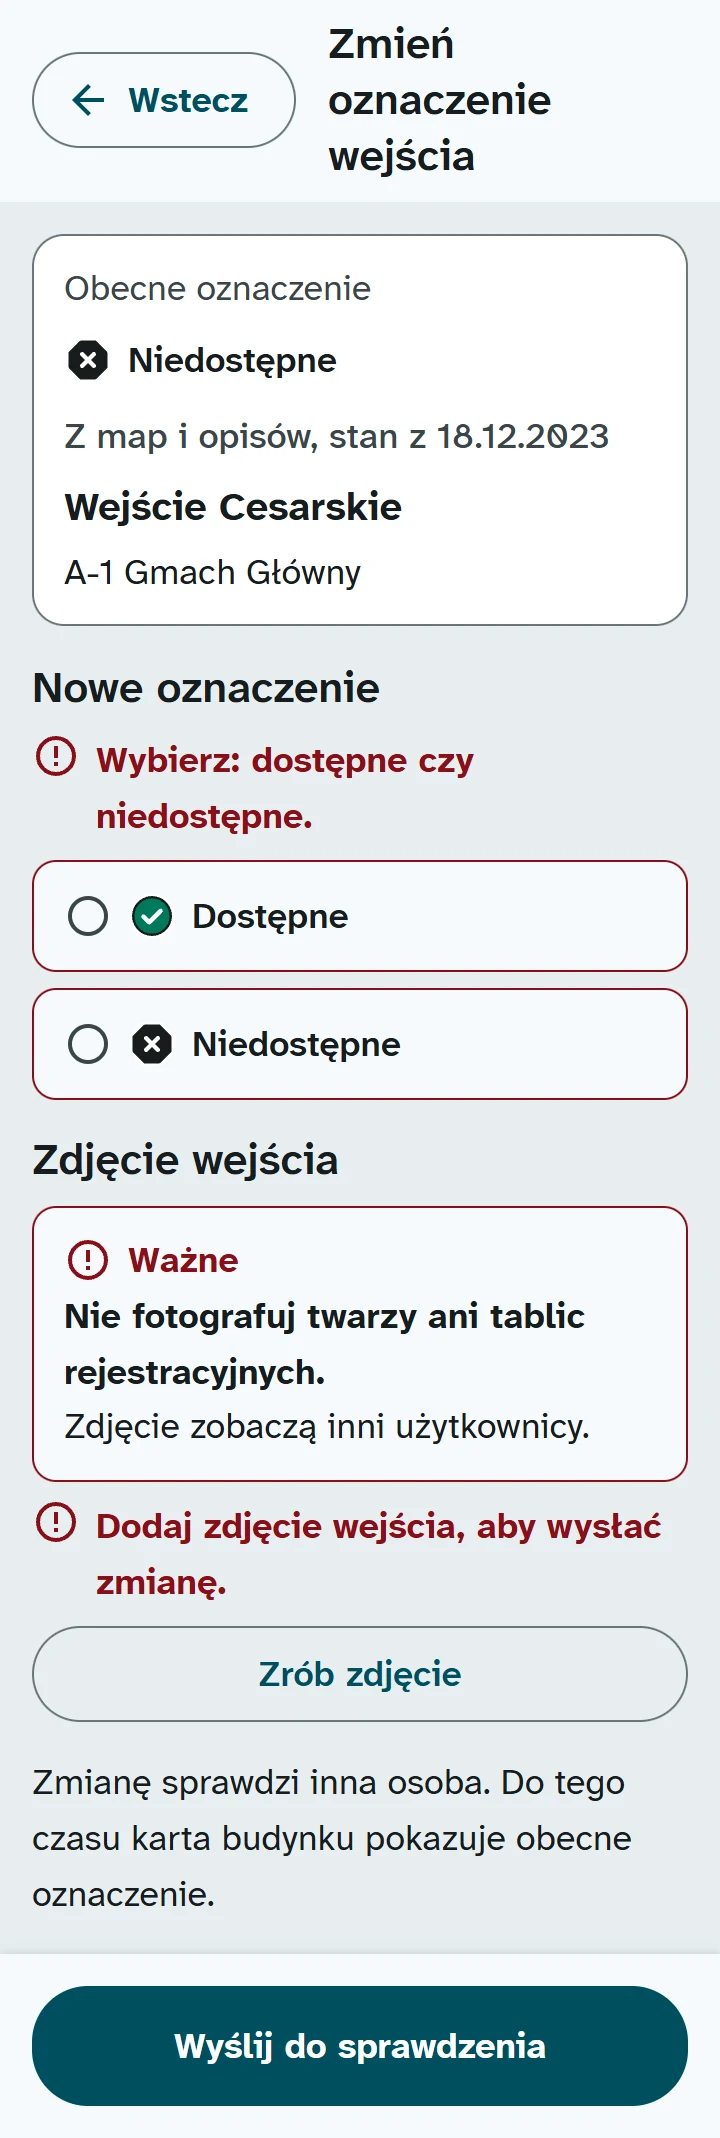 Wstecz
Zmień
oznaczenie
wejścia
Obecne oznaczenie
Niedostępne
Z map i opisów, stan z 18.12.2023
Wejście Cesarskie
A-1 Gmach Główny
Nowe oznaczenie
Wybierz: dostępne czy
niedostępne.
Dostępne
Niedostępne
Zdjęcie wejścia
Ważne
Nie fotografuj twarzy ani tablic
rejestracyjnych.
Zdjęcie zobaczą inni użytkownicy.
Dodaj zdjęcie wejścia, aby wysłać
zmianę.
Zrób zdjęcie
Zmianę sprawdzi inna osoba. Do tego
czasu karta budynku pokazuje obecne
oznaczenie.
Wyślij do sprawdzenia